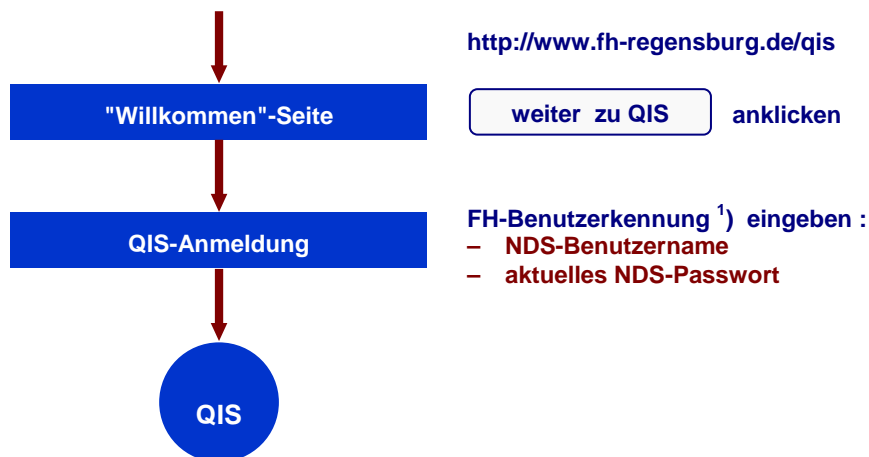 http://www.fh-regensburg.de/qis
"Willkommen"-Seite
weiter zu QIS anklicken
FH-Benutzerkennung ¹) eingeben :
QIS-Anmeldung
– NDS-Benutzername
– aktuelles NDS-Passwort
QIS